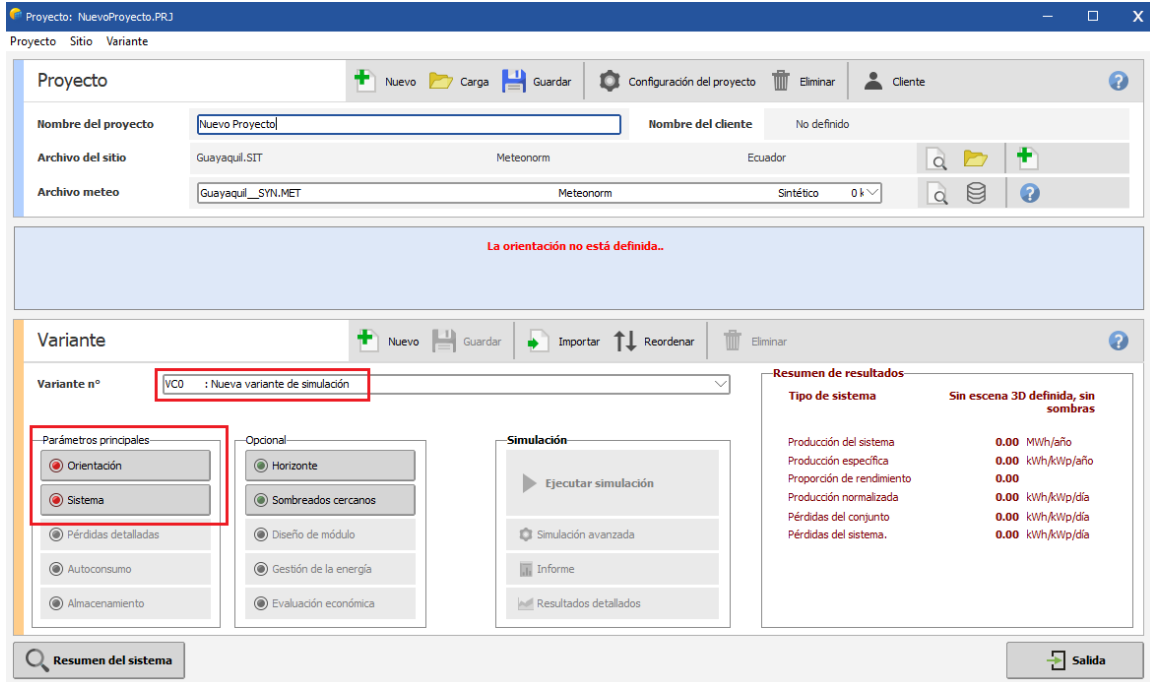 Proyecto: NuevoProyecto.PRJ
Proyecto Sitio Variante
Proyecto Nuevo Carga Guardar Configuración del proyecto Eliminar Cliente
Nombre del proyecto Nuevo Proyecto Nombre del cliente No definido
Archivo del sitio Guayaquil.SIT Meteonorm Ecuador
Archivo meteo Guayaquil__SYN.MET Meteonorm Sintético 0 k
La orientación no está definida..
Variante Nuevo Guardar Importar Reordenar Eliminar
Variante n° VC0 : Nueva variante de simulación
Parámetros principales
Orientación
Sistema
Pérdidas detalladas
Autoconsumo
Almacenamiento
Opcional
Horizonte
Sombreados cercanos
Diseño de módulo
Gestión de la energía
Evaluación económica
Simulación
Ejecutar simulación
Simulación avanzada
Informe
Resultados detallados
Resumen de resultados
Tipo de sistema Sin escena 3D definida, sin
sombras
Producción del sistema 0.00 MWh/año
Producción específica 0.00 kWh/kWp/año
Proporción de rendimiento 0.00
Producción normalizada 0.00 kWh/kWp/día
Pérdidas del conjunto 0.00 kWh/kWp/día
Pérdidas del sistema. 0.00 kWh/kWp/día
Resumen del sistema Salida